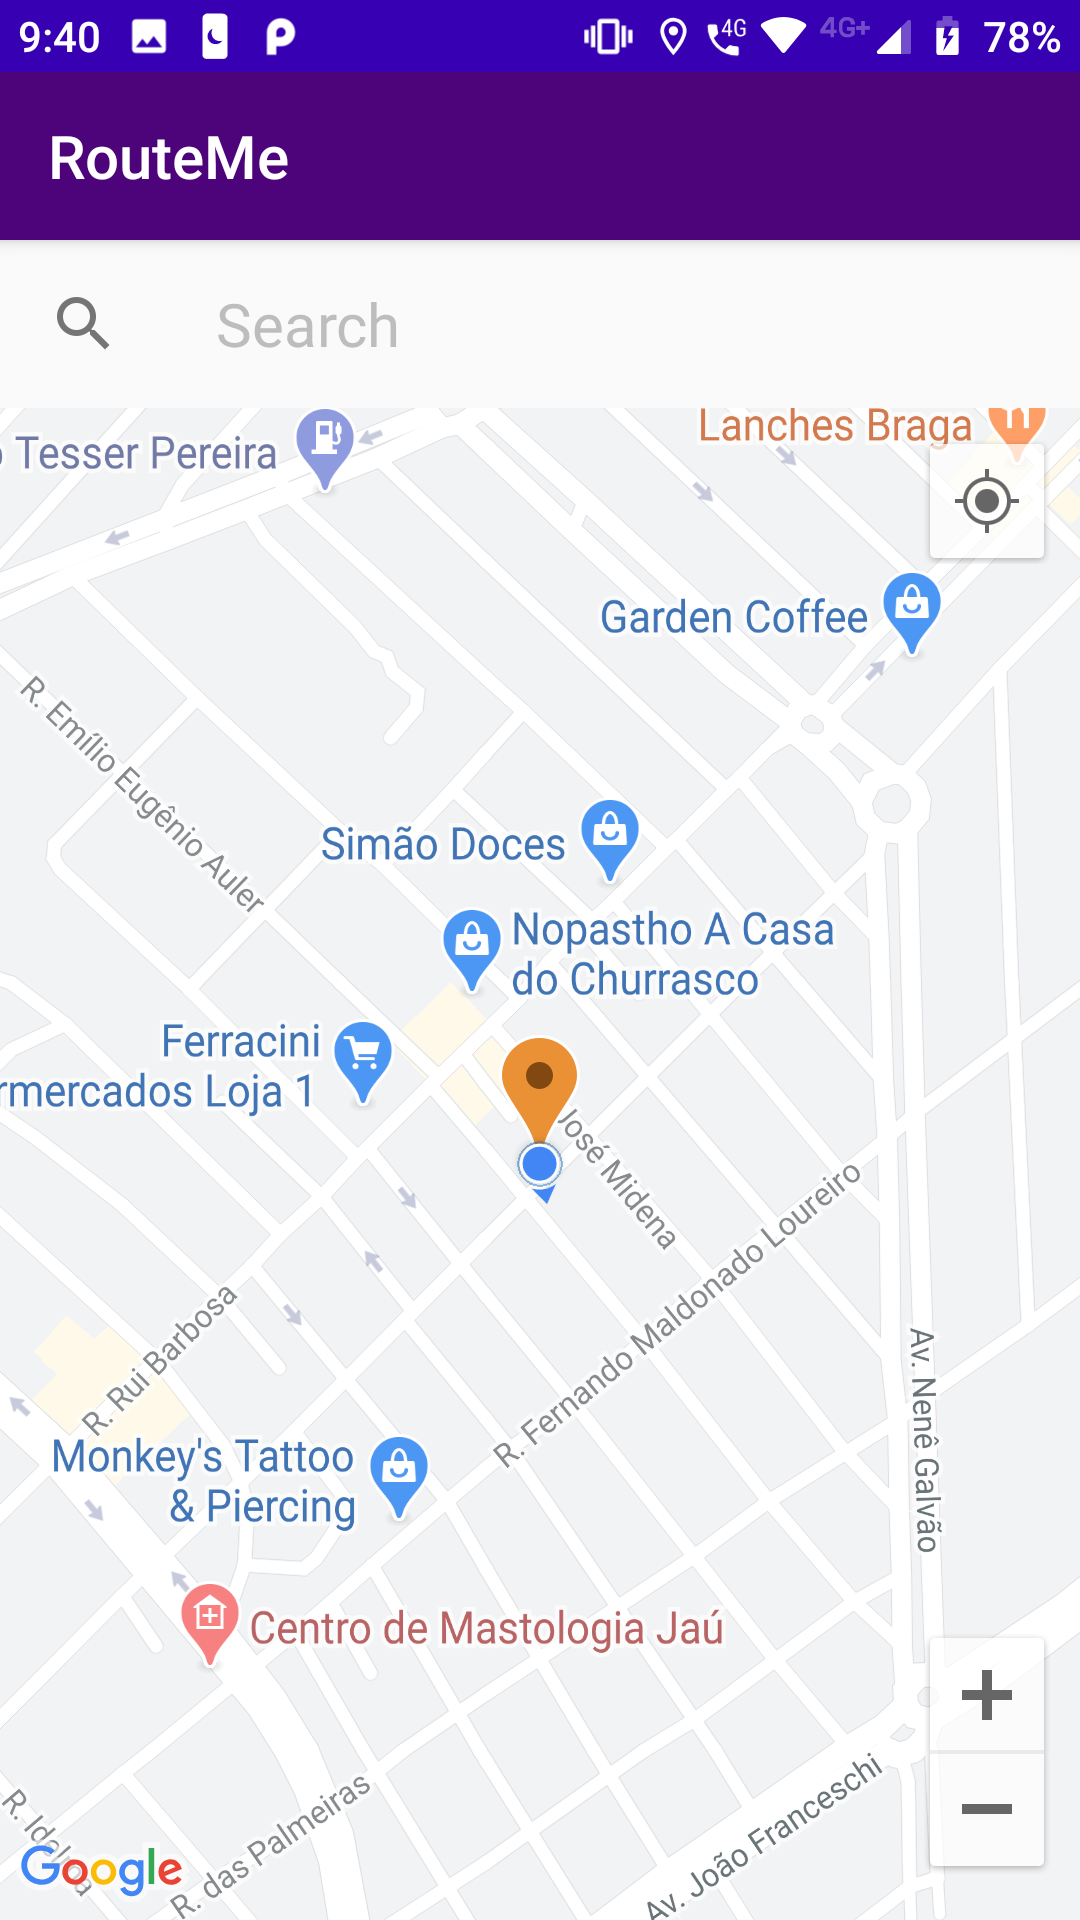 9:40
4G
4G+
78%
RouteMe
Search
Lanches Braga
Tesser Pereira
Garden Coffee
R. Emílio Eugênio Auler
Simão Doces
Nopastho A Casa
do Churrasco
Ferracini
rmercados Loja 1
José Midena
R. Fernando Maldonado Loureiro
R. Rui Barbosa
Av. Nenê Galvão
Monkey's Tattoo
& Piercing
Centro de Mastologia Jaú
R. das Palmeiras
Av. João Franceschi
Google